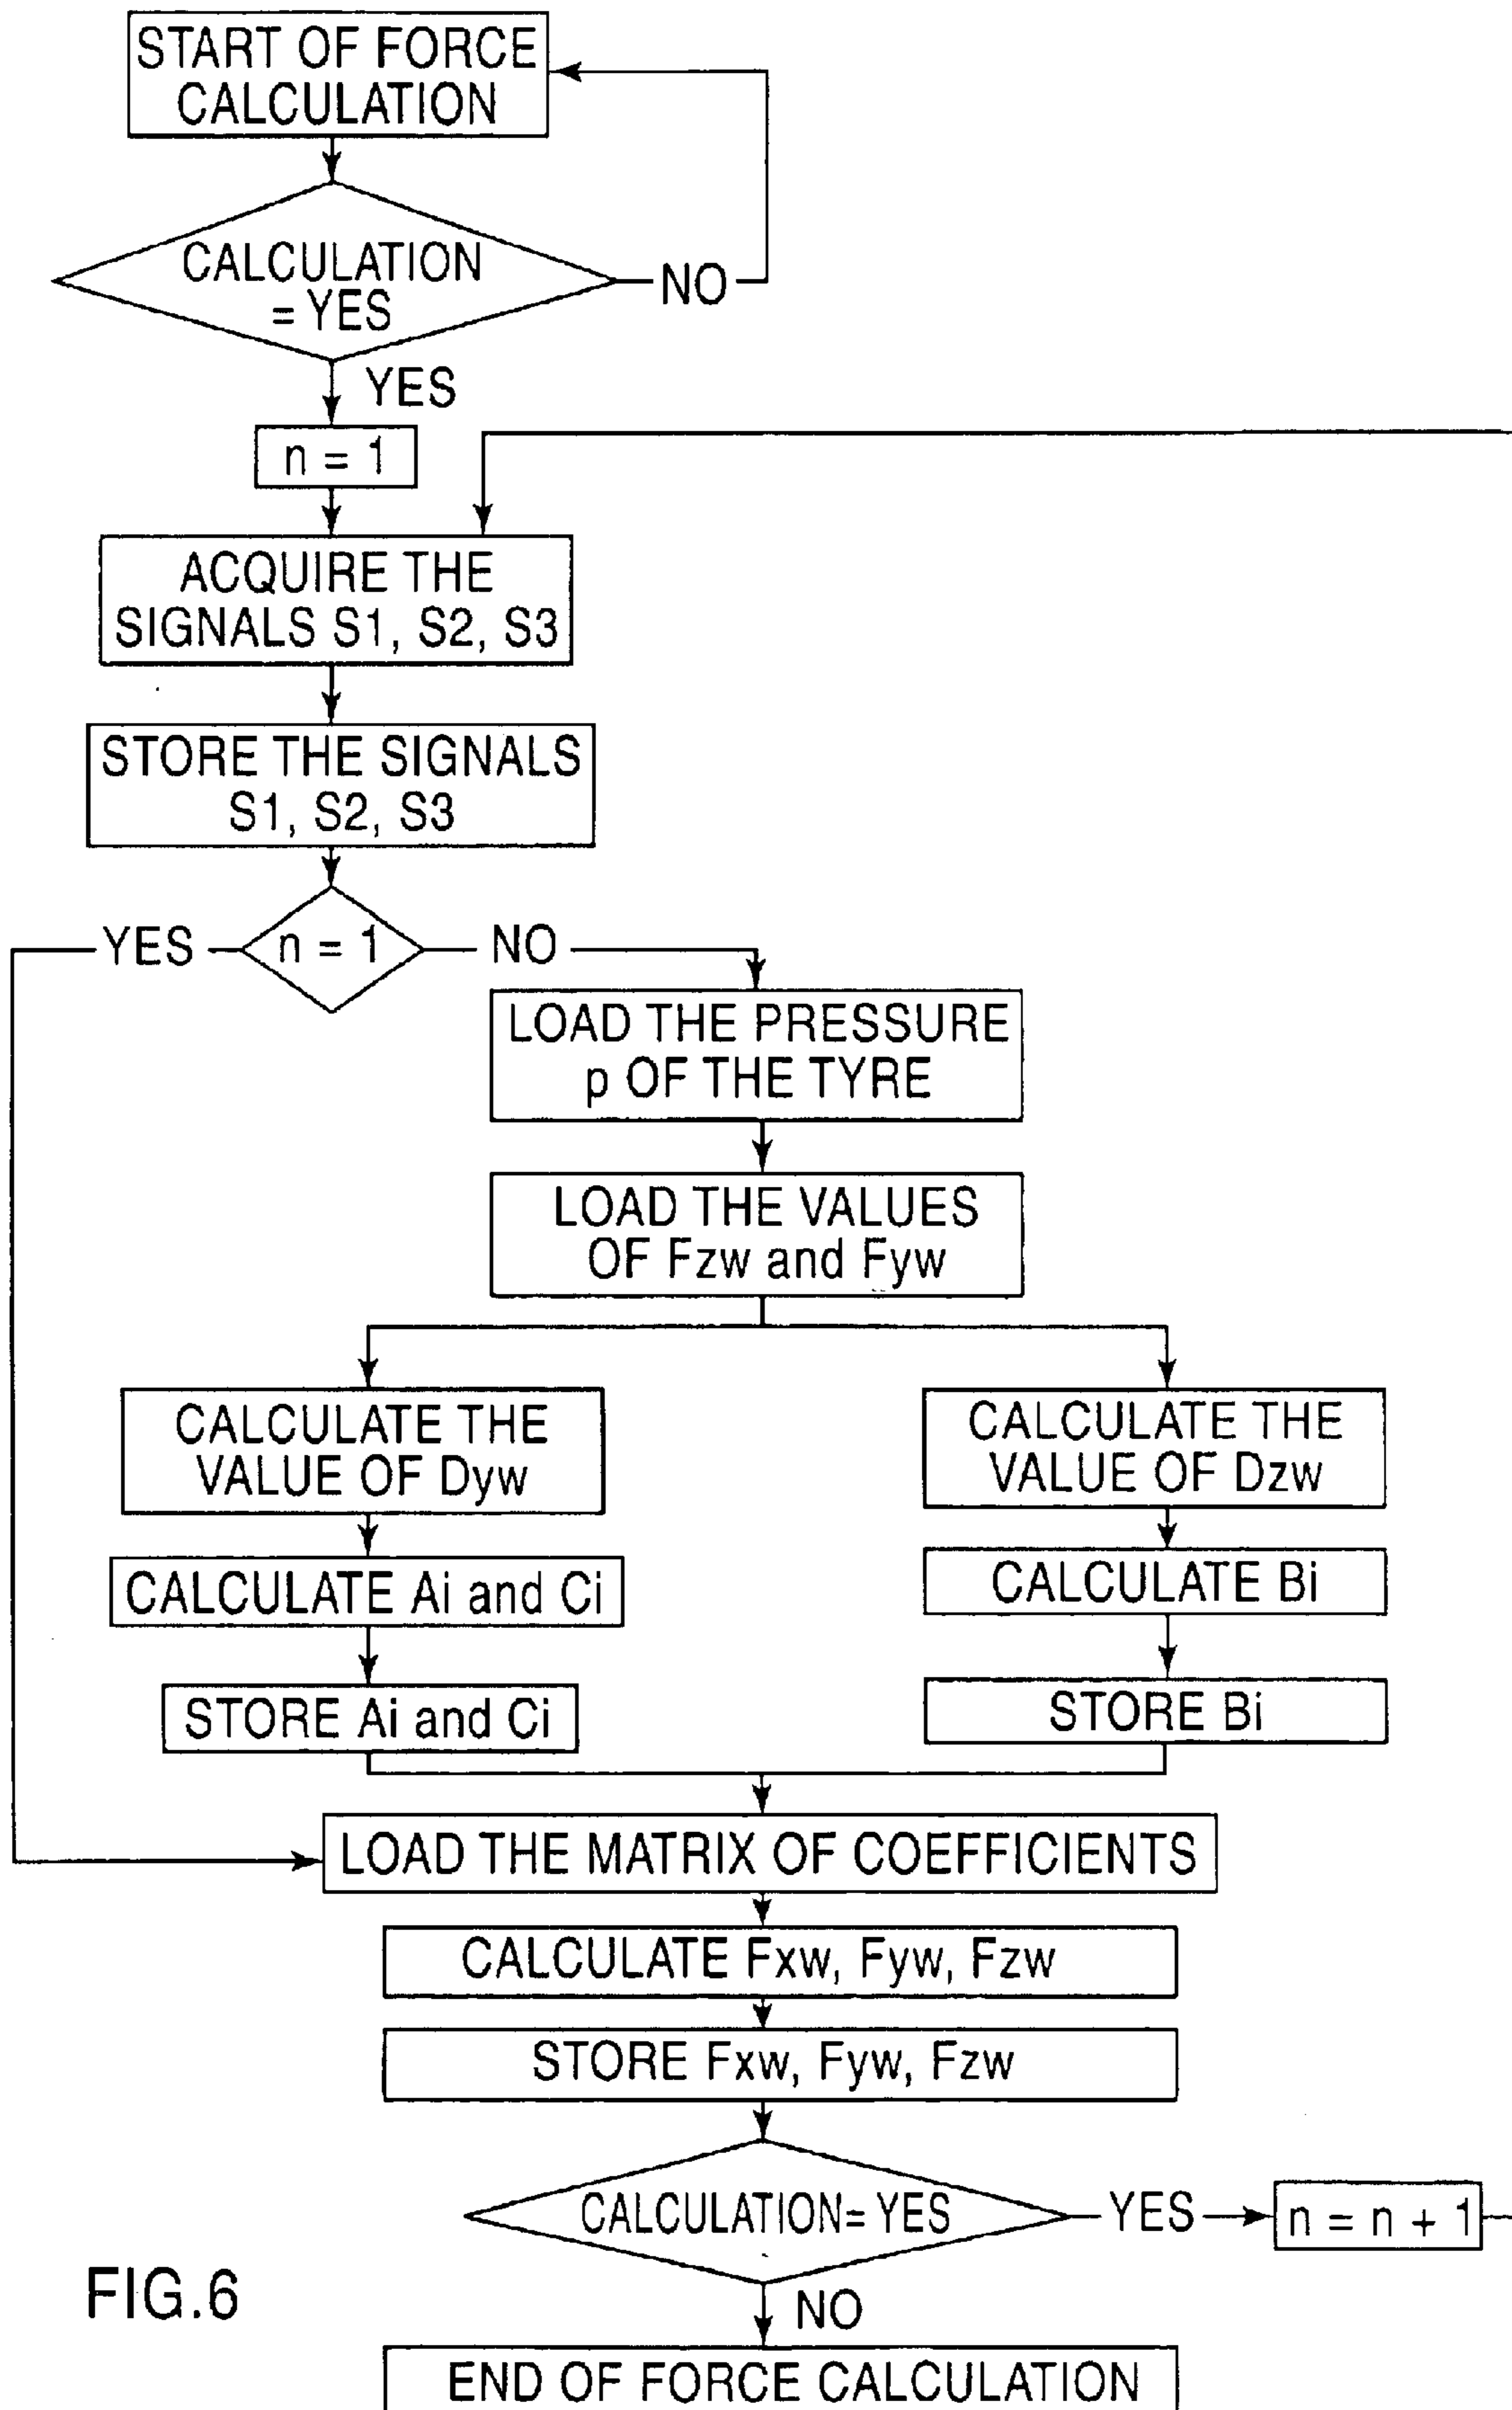 START OF FORCE
CALCULATION
CALCULATION
= YES
NO
YES
n = 1
ACQUIRE THE
SIGNALS S1, S2, S3
STORE THE SIGNALS
S1, S2, S3
YES
n = 1
NO
LOAD THE PRESSURE
p OF THE TYRE
LOAD THE VALUES
OF Fzw and Fyw
CALCULATE THE
VALUE OF Dyw
CALCULATE THE
VALUE OF Dzw
CALCULATE Ai and Ci
CALCULATE Bi
STORE Ai and Ci
STORE Bi
LOAD THE MATRIX OF COEFFICIENTS
CALCULATE Fxw, Fyw, Fzw
STORE Fxw, Fyw, Fzw
CALCULATION= YES
YES
n = n + 1
NO
FIG.6
END OF FORCE CALCULATION